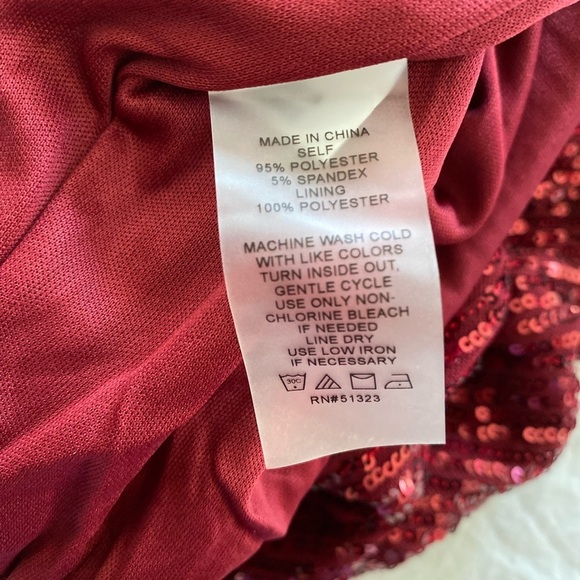 MADE IN CHINA
SELF
95% POLYESTER
5% SPANDEX
LINING
100% POLYESTER
MACHINE WASH COLD
WITH LIKE COLORS
TURN INSIDE OUT,
GENTLE CYCLE
USE ONLY NON-
CHLORINE BLEACH
IF NEEDED
LINE DRY
USE LOW IRON
IF NECESSARY
30C
RN#51323